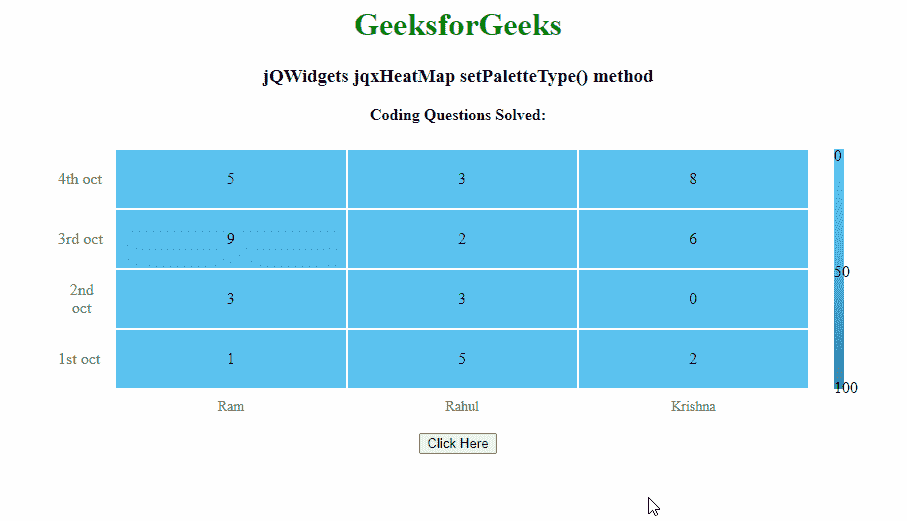 GeeksforGeeks
jQWidgets jqxHeatMap setPaletteType() method
Coding Questions Solved:
0
4th oct 5 3 8
3rd oct 9 2 6
50
2nd
oct 3 3 0
1st oct 1 5 2
100
Ram Rahul Krishna
Click Here